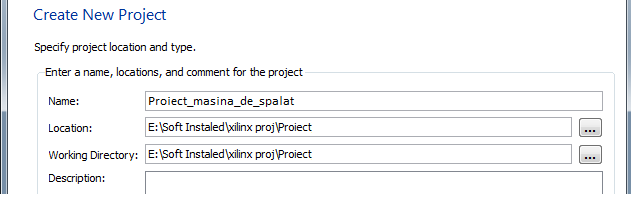 Create New Project
Specify project location and type.
Enter a name, locations, and comment for the project
Name: Proiect_masina_de_spalat
Location: E:\Soft Instaled\xilinx proj\Proiect ...
Working Directory: E:\Soft Instaled\xilinx proj\Proiect ...
Description: